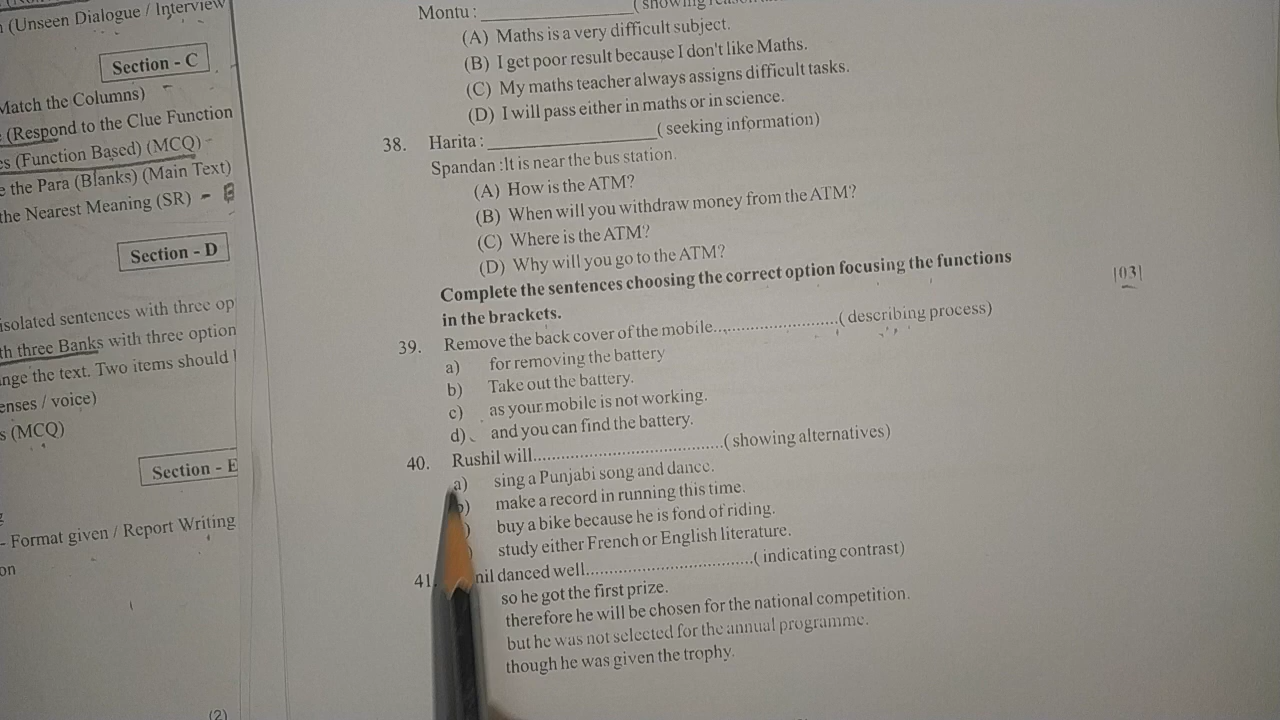 (Unseen Dialogue / Interview
Section - C
Match the Columns)
(Respond to the Clue Function
es (Function Based) (MCQ)
e the Para (Blanks) (Main Text)
the Nearest Meaning (SR)
Section - D
isolated sentences with three op
th three Banks with three option
nge the text. Two items should
enses / voice)
s (MCQ)
Section - E
- Format given / Report Writing
on
(2)
Montu : ____________ ( showing
(A) Maths is a very difficult subject.
(B) I get poor result because I don't like Maths.
(C) My maths teacher always assigns difficult tasks.
(D) I will pass either in maths or in science.
38. Harita : ____________ ( seeking information)
Spandan :It is near the bus station.
(A) How is the ATM?
(B) When will you withdraw money from the ATM?
(C) Where is the ATM?
(D) Why will you go to the ATM?
Complete the sentences choosing the correct option focusing the functions
in the brackets. [03]
39. Remove the back cover of the mobile............................( describing process)
a) for removing the battery
b) Take out the battery.
c) as your mobile is not working.
d) and you can find the battery.
40. Rushil will........................................( showing alternatives)
a) sing a Punjabi song and dance.
b) make a record in running this time.
) buy a bike because he is fond of riding.
) study either French or English literature.
41. nil danced well...................................( indicating contrast)
so he got the first prize.
therefore he will be chosen for the national competition.
but he was not selected for the annual programme.
though he was given the trophy.